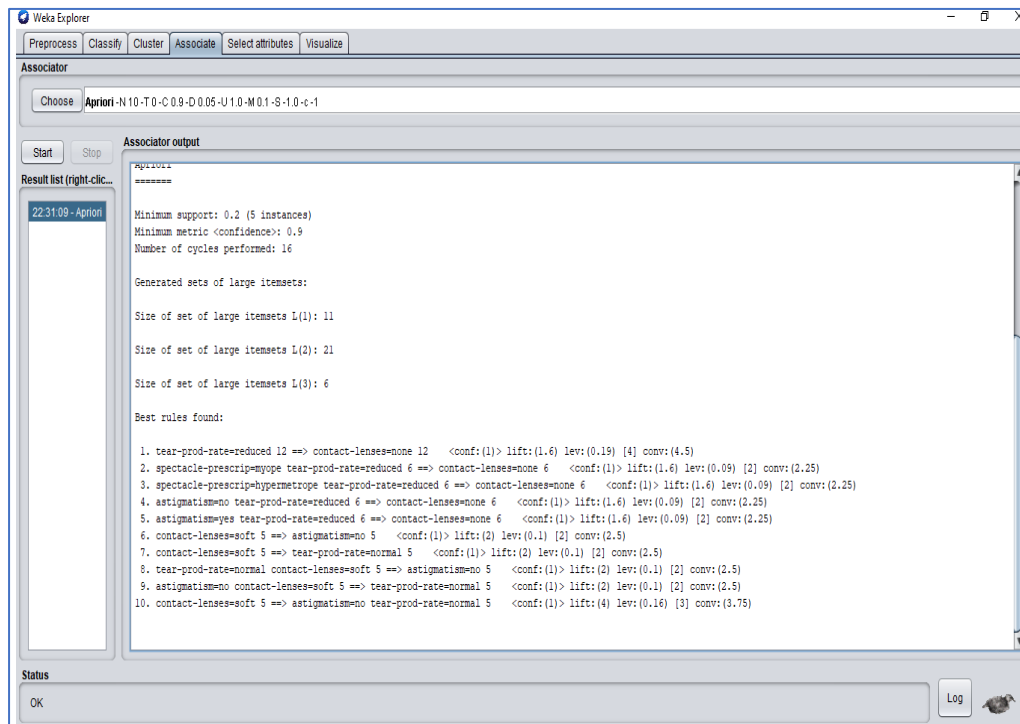 Weka Explorer
Preprocess Classify Cluster Associate Select attributes Visualize
Associator
Choose Apriori -N 10 -T 0 -C 0.9 -D 0.05 -U 1.0 -M 0.1 -S -1.0 -c -1
Start Stop
Associator output
Result list (right-clic...
22:31:09 - Apriori
Apriori
=======
Minimum support: 0.2 (5 instances)
Minimum metric <confidence>: 0.9
Number of cycles performed: 16
Generated sets of large itemsets:
Size of set of large itemsets L(1): 11
Size of set of large itemsets L(2): 21
Size of set of large itemsets L(3): 6
Best rules found:
1. tear-prod-rate=reduced 12 ==> contact-lenses=none 12 <conf:(1)> lift:(1.6) lev:(0.19) [4] conv:(4.5)
2. spectacle-prescrip=myope tear-prod-rate=reduced 6 ==> contact-lenses=none 6 <conf:(1)> lift:(1.6) lev:(0.09) [2] conv:(2.25)
3. spectacle-prescrip=hypermetrope tear-prod-rate=reduced 6 ==> contact-lenses=none 6 <conf:(1)> lift:(1.6) lev:(0.09) [2] conv:(2.25)
4. astigmatism=no tear-prod-rate=reduced 6 ==> contact-lenses=none 6 <conf:(1)> lift:(1.6) lev:(0.09) [2] conv:(2.25)
5. astigmatism=yes tear-prod-rate=reduced 6 ==> contact-lenses=none 6 <conf:(1)> lift:(1.6) lev:(0.09) [2] conv:(2.25)
6. contact-lenses=soft 5 ==> astigmatism=no 5 <conf:(1)> lift:(2) lev:(0.1) [2] conv:(2.5)
7. contact-lenses=soft 5 ==> tear-prod-rate=normal 5 <conf:(1)> lift:(2) lev:(0.1) [2] conv:(2.5)
8. tear-prod-rate=normal contact-lenses=soft 5 ==> astigmatism=no 5 <conf:(1)> lift:(2) lev:(0.1) [2] conv:(2.5)
9. astigmatism=no contact-lenses=soft 5 ==> tear-prod-rate=normal 5 <conf:(1)> lift:(2) lev:(0.1) [2] conv:(2.5)
10. contact-lenses=soft 5 ==> astigmatism=no tear-prod-rate=normal 5 <conf:(1)> lift:(4) lev:(0.16) [3] conv:(3.75)
Status
OK
Log